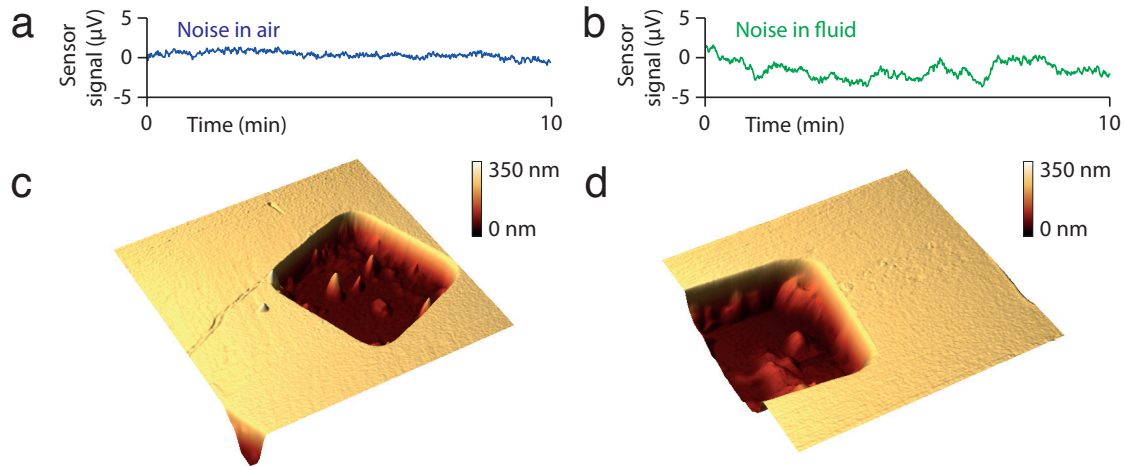 a
Sensor
signal (µV)
5
0
-5
Noise in air
0
Time (min)
10
b
Sensor
signal (µV)
5
0
-5
Noise in fluid
0
Time (min)
10
c
350 nm
0 nm
d
350 nm
0 nm